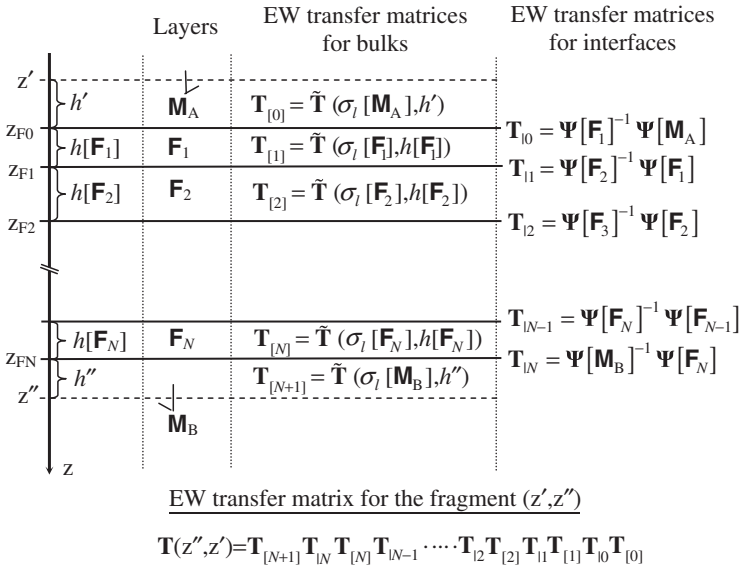 Layers EW transfer matrices for bulks EW transfer matrices for interfaces
z′
h′ M_A T_[0] = T̃ (σ_l [M_A],h′)
z_F0 T_|0 = Ψ[F_1]^−1 Ψ[M_A]
h[F_1] F_1 T_[1] = T̃ (σ_l [F_1],h[F_1])
z_F1 T_|1 = Ψ[F_2]^−1 Ψ[F_1]
h[F_2] F_2 T_[2] = T̃ (σ_l [F_2],h[F_2])
z_F2 T_|2 = Ψ[F_3]^−1 Ψ[F_2]
T_|N−1 = Ψ[F_N]^−1 Ψ[F_N−1]
h[F_N] F_N T_[N] = T̃ (σ_l [F_N],h[F_N])
z_FN T_|N = Ψ[M_B]^−1 Ψ[F_N]
h″ T_[N+1] = T̃ (σ_l [M_B],h″)
z″
M_B
z
EW transfer matrix for the fragment (z′,z″)
T(z″,z′)=T_[N+1] T_|N T_[N] T_|N−1 ······ T_|2 T_[2] T_|1 T_[1] T_|0 T_[0]